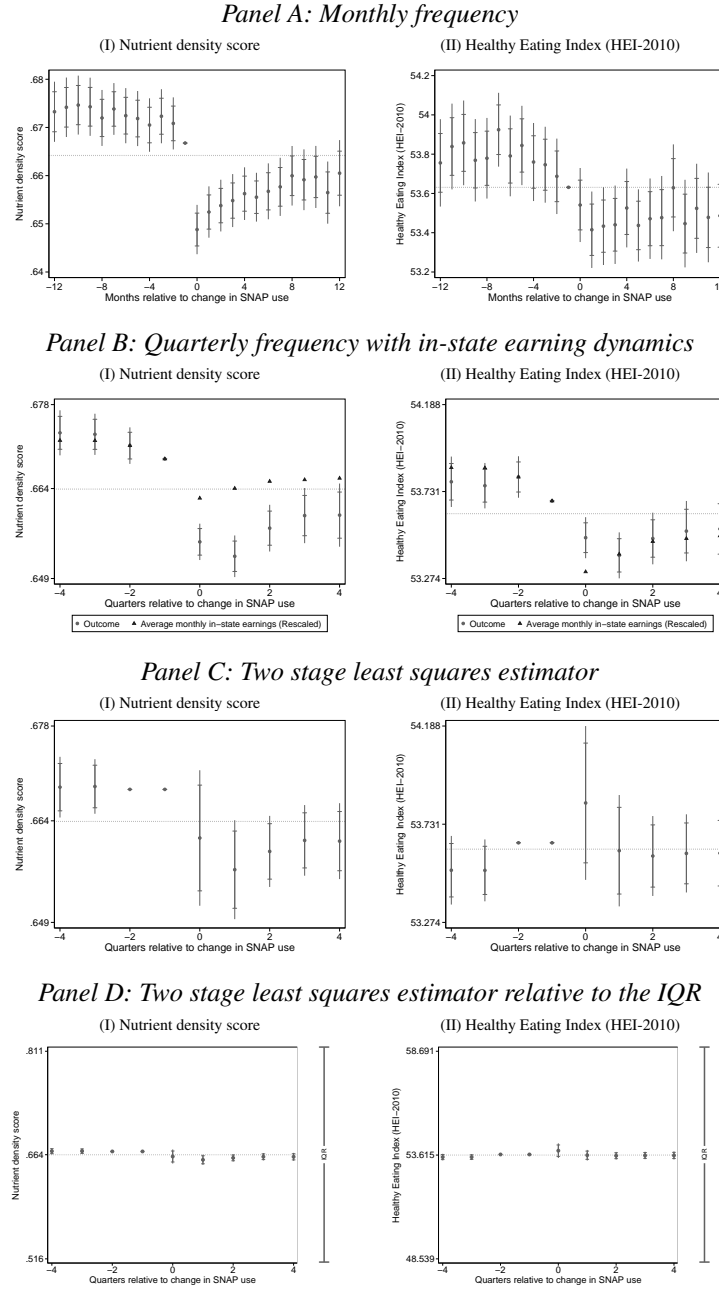 Panel A: Monthly frequency
(I) Nutrient density score
(II) Healthy Eating Index (HEI-2010)
.68
.67
.66
.65
.64
Nutrient density score
−12 −8 −4 0 4 8 12
Months relative to change in SNAP use
54.2
54
53.8
53.6
53.4
53.2
Healthy Eating Index (HEI−2010)
−12 −8 −4 0 4 8 12
Months relative to change in SNAP use
Panel B: Quarterly frequency with in-state earning dynamics
(I) Nutrient density score
(II) Healthy Eating Index (HEI-2010)
.678
.664
.649
Nutrient density score
−4 −2 0 2 4
Quarters relative to change in SNAP use
Outcome Average monthly in−state earnings (Rescaled)
54.188
53.731
53.274
Healthy Eating Index (HEI−2010)
−4 −2 0 2 4
Quarters relative to change in SNAP use
Outcome Average monthly in−state earnings (Rescaled)
Panel C: Two stage least squares estimator
(I) Nutrient density score
(II) Healthy Eating Index (HEI-2010)
.678
.664
.649
Nutrient density score
−4 −2 0 2 4
Quarters relative to change in SNAP use
54.188
53.731
53.274
Healthy Eating Index (HEI−2010)
−4 −2 0 2 4
Quarters relative to change in SNAP use
Panel D: Two stage least squares estimator relative to the IQR
(I) Nutrient density score
(II) Healthy Eating Index (HEI-2010)
.811
.664
.516
Nutrient density score
−4 −2 0 2 4
Quarters relative to change in SNAP use
IQR
58.691
53.615
48.539
Healthy Eating Index (HEI−2010)
−4 −2 0 2 4
Quarters relative to change in SNAP use
IQR